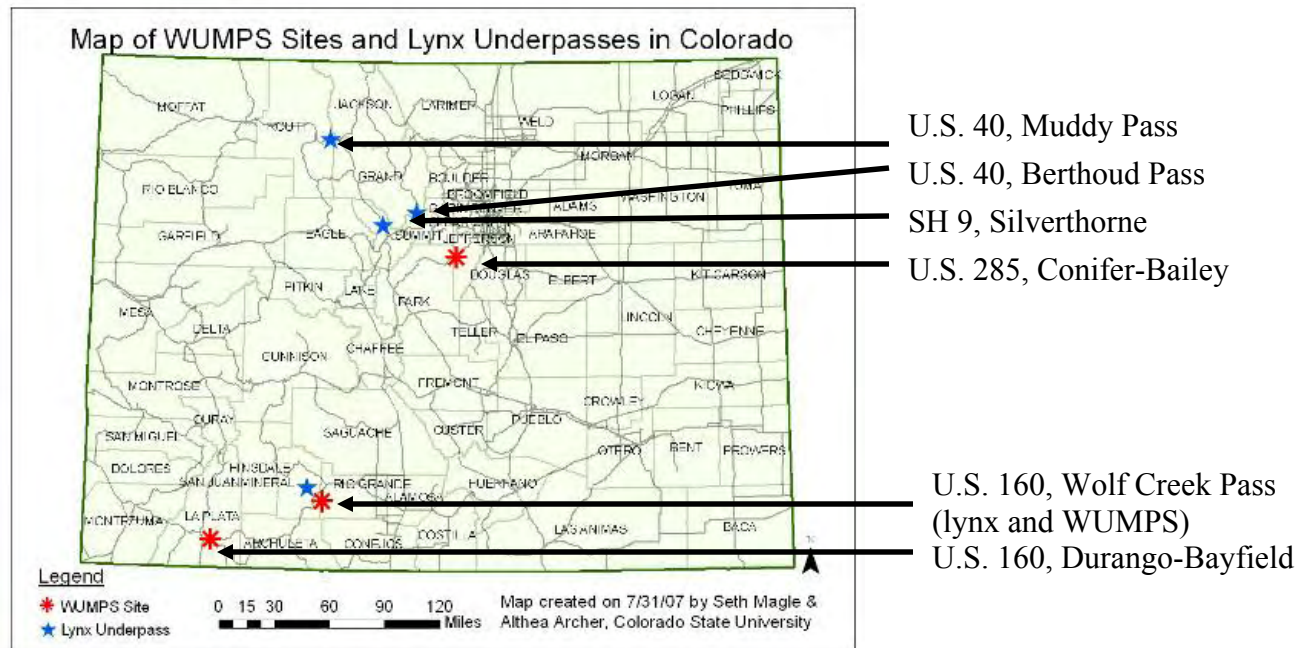 Map of WUMPS Sites and Lynx Underpasses in Colorado
SEDGWICK
LOGAN
MOFFAT
JACKSON
LARIMER
PHILLIPS
ROUTT
WELD
MORGAN
GRAND
BOULDER
RIO BLANCO
BROOMFIELD
YUMA
WASHINGTON
ADAMS
GARFIELD
EAGLE
SUMMIT
JEFFERSON
ARAPAHOE
DOUGLAS
ELBERT
KIT CARSON
PITKIN
LAKE
PARK
MESA
LINCOLN
DELTA
TELLER
EL PASO
CHEYENNE
GUNNISON
CHAFFEE
MONTROSE
FREMONT
KIOWA
CROWLEY
OURAY
PUEBLO
SAN MIGUEL
SAGUACHE
CUSTER
OTERO
BENT
PROWERS
DOLORES
HINSDALE
SAN JUAN
MINERAL
RIO GRANDE
HUERFANO
ALAMOSA
MONTEZUMA
LA PLATA
ARCHULETA
CONEJOS
COSTILLA
LAS ANIMAS
BACA
U.S. 40, Muddy Pass
U.S. 40, Berthoud Pass
SH 9, Silverthorne
U.S. 285, Conifer-Bailey
U.S. 160, Wolf Creek Pass
(lynx and WUMPS)
U.S. 160, Durango-Bayfield
Legend
WUMPS Site
Lynx Underpass
0 15 30 60 90 120
Miles
Map created on 7/31/07 by Seth Magle &
Althea Archer, Colorado State University